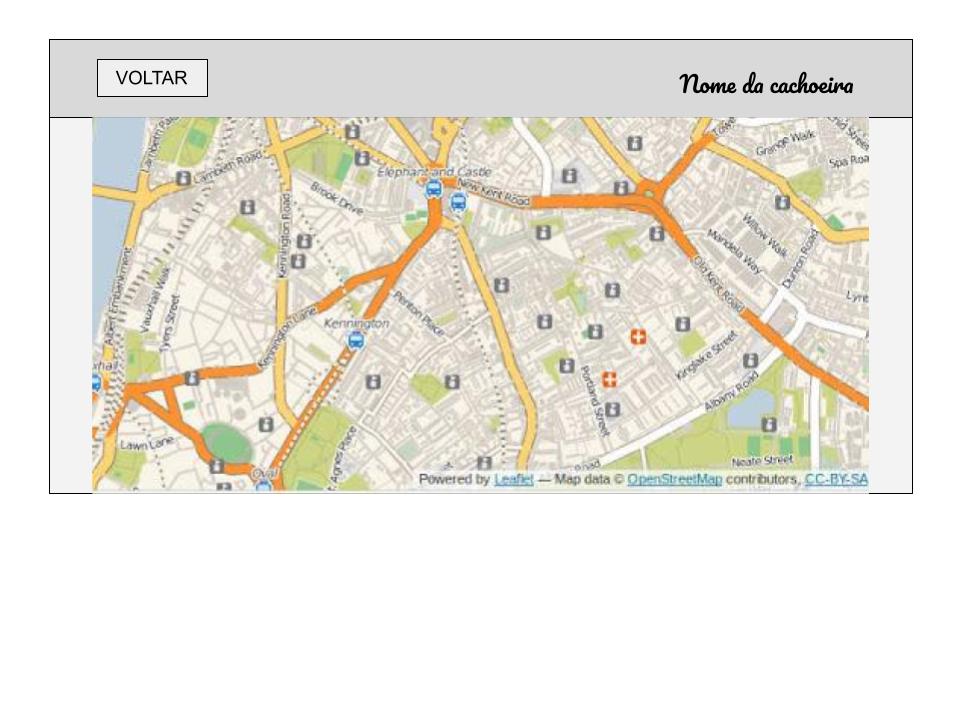 VOLTAR
Nome da cachoeira
Lambeth Road
Grange Walk
Spa Roa
Elephant and Castle
New Kent Road
Brook Drive
Kennington Road
Willow Walk
Mandela Way
Dunton Road
Old Kent Road
Albert Embankment
Vauxhall Walk
Tyers Street
Lyre
Penton Place
Kennington Lane
Kennington
Kinglake Street
xhall
Portland Street
Albany Road
Lawn Lane
Agnes Place
Oval
Road
Neate Street
Powered by Leaflet — Map data © OpenStreetMap contributors, CC-BY-SA